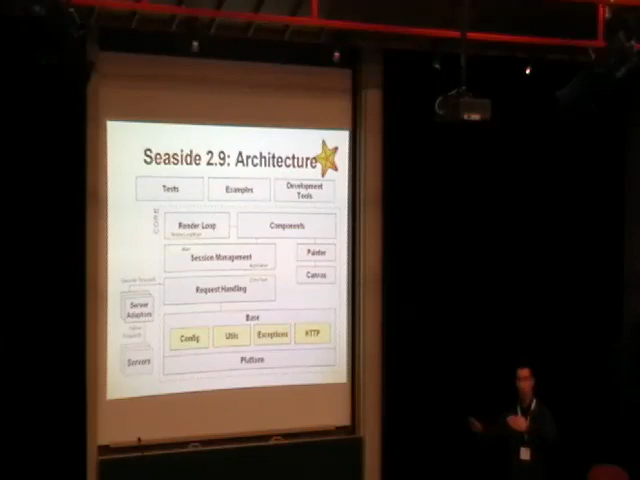 Seaside 2.9: Architecture
Tests
Examples
Development
Tools
CORE
Render Loop
Components
Session Management
Painter
Canvas
Request Handling
Server
Adaptors
Base
Config
Utils
Exceptions
HTTP
Servers
Platform